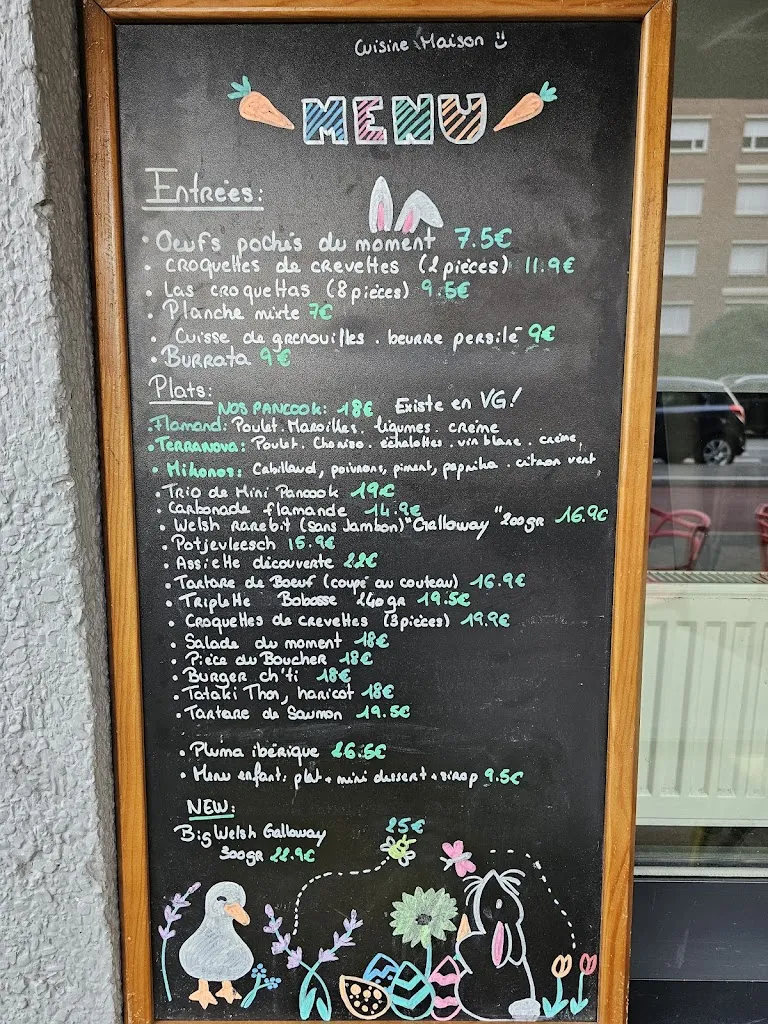 Cuisine Maison
MENU
Entrées:
• Oeufs pochés du moment 7.5€
• croquettes de crevettes (2 pièces) 11.9€
• Las croquettas (8 pièces) 9.5€
• Planche mixte 7€
• Cuisse de grenouilles. beurre persilé 9€
• Burrata 9€
Plats:
NOS PANCOOK: 18€ Existe en VG!
• Flamand: Poulet. Maroilles. légumes. creme
• TERRANOVA: Poulet. Chorizo. échalottes. vin blanc. crème,
• Mikonos: Cabillaud, poivrons, piment, paprika. citron vert,
• Trio de Mini Pancook 19€
• Carbonade flamande 14.9€
• Welsh rarebit (sans Jambon) "Galloway" 200gr 16.9€
• Potjevleesch 15.9€
• Assiette découverte 22€
• Tartare de Boeuf (coupé au couteau) 16.9€
• Triplette Bobosse 240gr 19.5€
• Croquettes de crevettes (3 pièces) 19.9€
• Salade du moment 18€
• Pièce du Boucher 18€
• Burger ch'ti 18€
• Tataki Thon, haricot 18€
• Tartare de Saumon 19.5€
• Pluma ibérique 26.5€
• Menu enfant: plat + mini dessert + sirop 9.5€
NEW:
Big Welsh Galloway 25€
300gr 22.9€